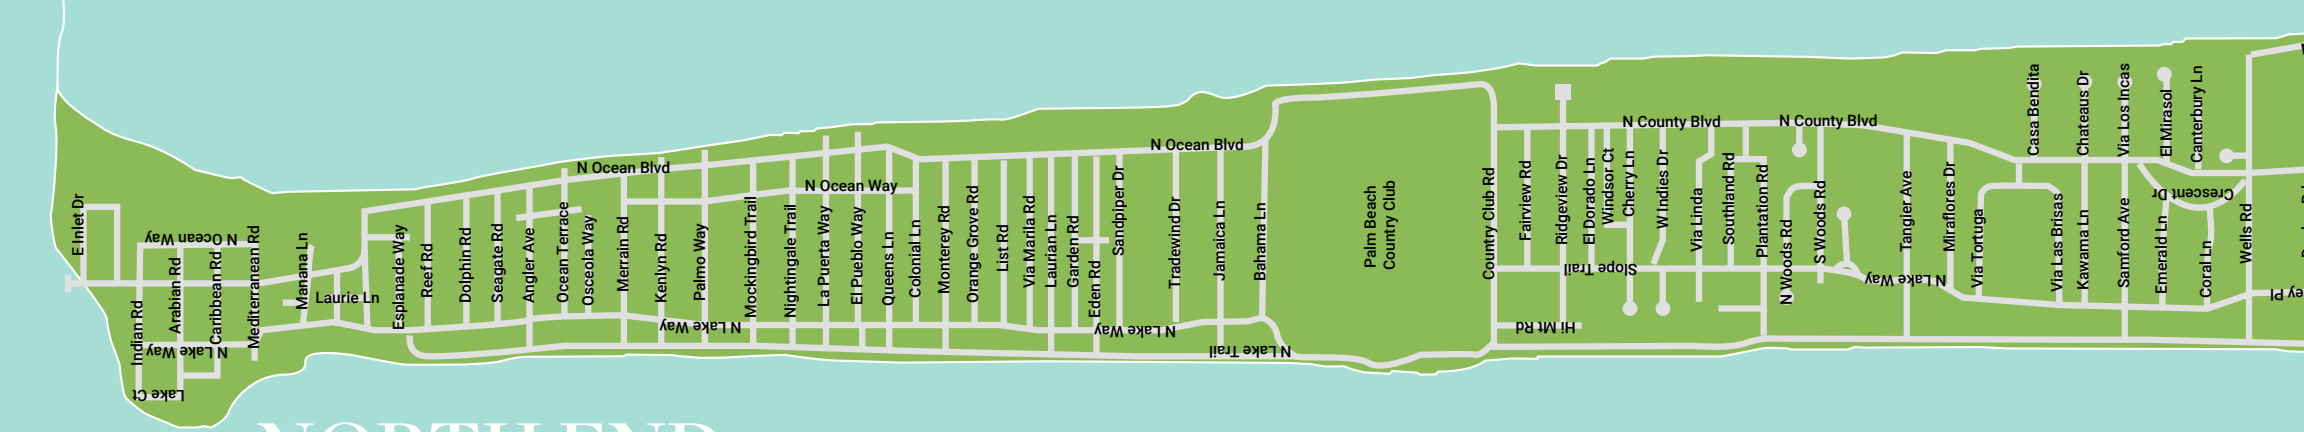 E Inlet Dr
N Ocean Way
Indian Rd
Arabian Rd
Caribbean Rd
Mediterranean Rd
N Lake Way
Lake Ct
Manana Ln
Laurie Ln
Esplanade Way
Reef Rd
Dolphin Rd
Seagate Rd
Angler Ave
Ocean Terrace
Osceola Way
N Ocean Blvd
Merrain Rd
Kenlyn Rd
Palmo Way
N Lake Way
Mockingbird Trail
Nightingale Trail
N Ocean Way
La Puerta Way
El Pueblo Way
Queens Ln
Colonial Ln
Monterey Rd
Orange Grove Rd
List Rd
Via Marila Rd
Laurian Ln
Garden Rd
Eden Rd
Sandpiper Dr
N Lake Way
N Ocean Blvd
Tradewind Dr
Jamaica Ln
Bahama Ln
N Lake Trail
Palm Beach
Country Club
Country Club Rd
Fairview Rd
Ridgeview Dr
El Dorado Ln
Windsor Ct
Cherry Ln
Slope Trail
Hi Mt Rd
N County Blvd
W Indies Dr
Via Linda
Southland Rd
Plantation Rd
N County Blvd
N Woods Rd
S Woods Rd
N Lake Way
Tangier Ave
Miraflores Dr
Via Tortuga
Casa Bendita
Via Las Brisas
Chateaus Dr
Kawama Ln
Via Los Incas
Samford Ave
El Mirasol
Emerald Ln
Canterbury Ln
Crescent Dr
Coral Ln
Wells Rd
ey Pl
NORTH END